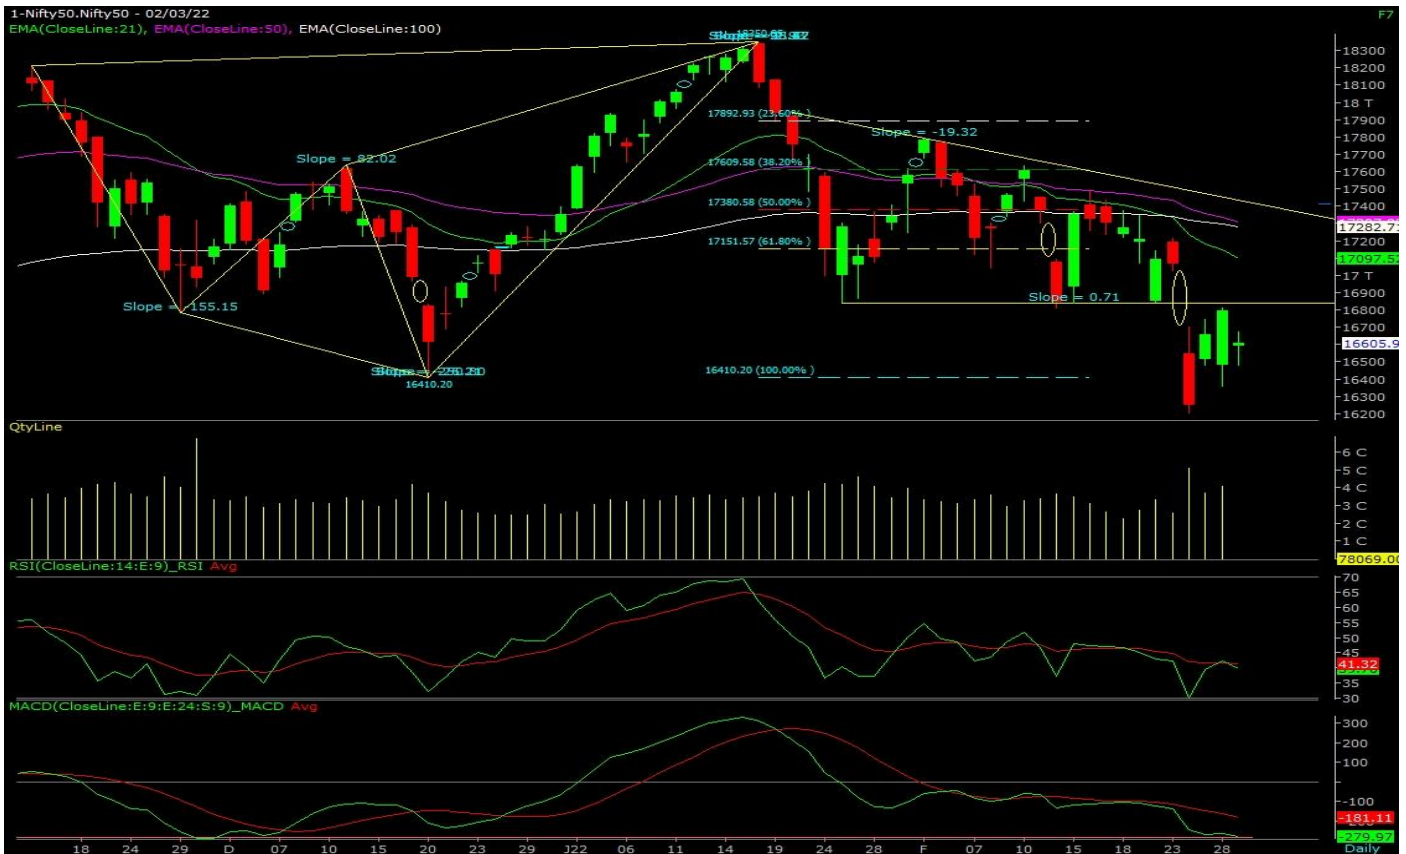 1-Nifty50.Nifty50 - 02/03/22
F7
EMA(CloseLine:21), EMA(CloseLine:50), EMA(CloseLine:100)
18300
18200
18100
18 T
17900
17800
17700
17600
17500
17400
17282.71
17200
17097.52
17 T
16900
16800
16700
16605.9
16500
16400
16300
16200
Slope = 82.02
Slope = -155.15
16410.20
17892.93 (23.60% )
Slope = -19.32
17609.58 (38.20% )
17380.58 (50.00% )
17151.57 (61.80% )
Slope = 0.71
16410.20 (100.00% )
QtyLine
6 C
5 C
4 C
3 C
2 C
1 C
78069.00
RSI(CloseLine:14:E:9)_RSI Avg
70
65
60
55
50
45
41.32
35
30
MACD(CloseLine:E:9:E:24:S:9)_MACD Avg
300
200
100
-100
-181.11
-279.97
18 24 29 D 07 10 15 20 23 28 J22 06 11 14 19 24 28 F 07 10 15 18 23 28 Daily